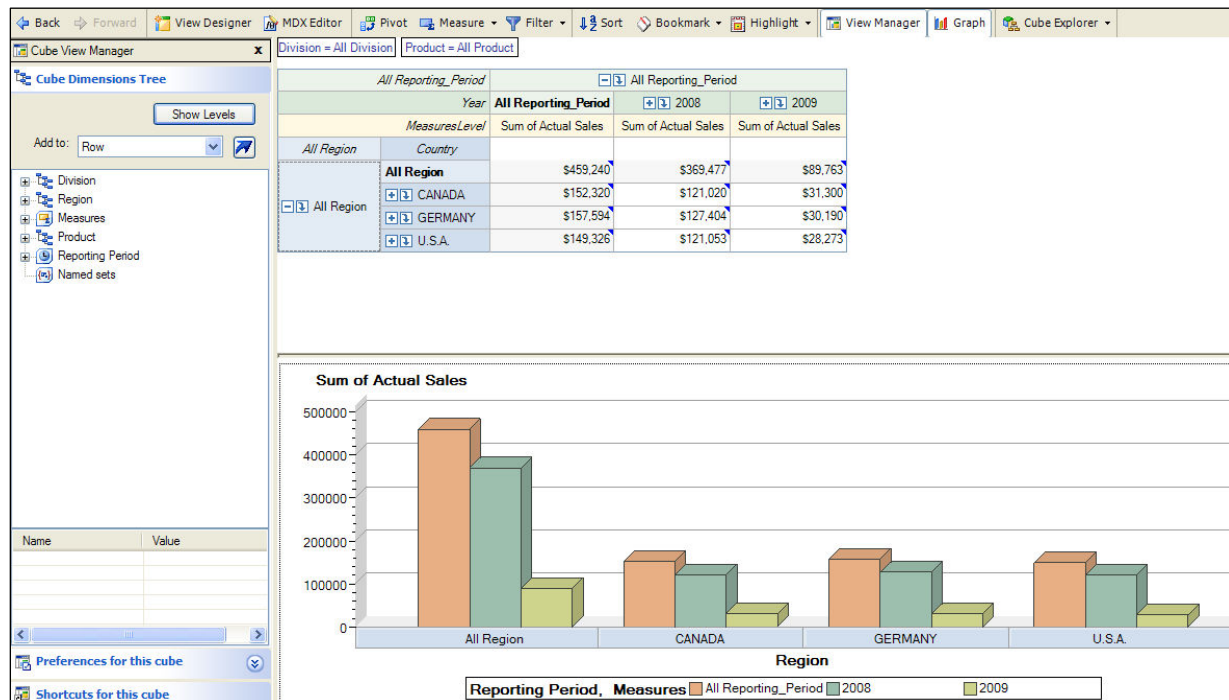 Back Forward View Designer MDX Editor Pivot Measure Filter Sort Bookmark Highlight View Manager Graph Cube Explorer
Cube View Manager x
Cube Dimensions Tree
Show Levels
Add to: Row
Division
Region
Measures
Product
Reporting Period
Named sets
Name Value
Preferences for this cube
Shortcuts for this cube
Division = All Division Product = All Product
All Reporting_Period All Reporting_Period
Year All Reporting_Period 2008 2009
MeasuresLevel Sum of Actual Sales Sum of Actual Sales Sum of Actual Sales
All Region Country
All Region $459,240 $369,477 $89,763
All Region
CANADA $152,320 $121,020 $31,300
GERMANY $157,594 $127,404 $30,190
U.S.A. $149,326 $121,053 $28,273
Sum of Actual Sales
500000
400000
300000
200000
100000
0
All Region CANADA GERMANY U.S.A.
Region
Reporting Period, Measures All Reporting_Period 2008 2009